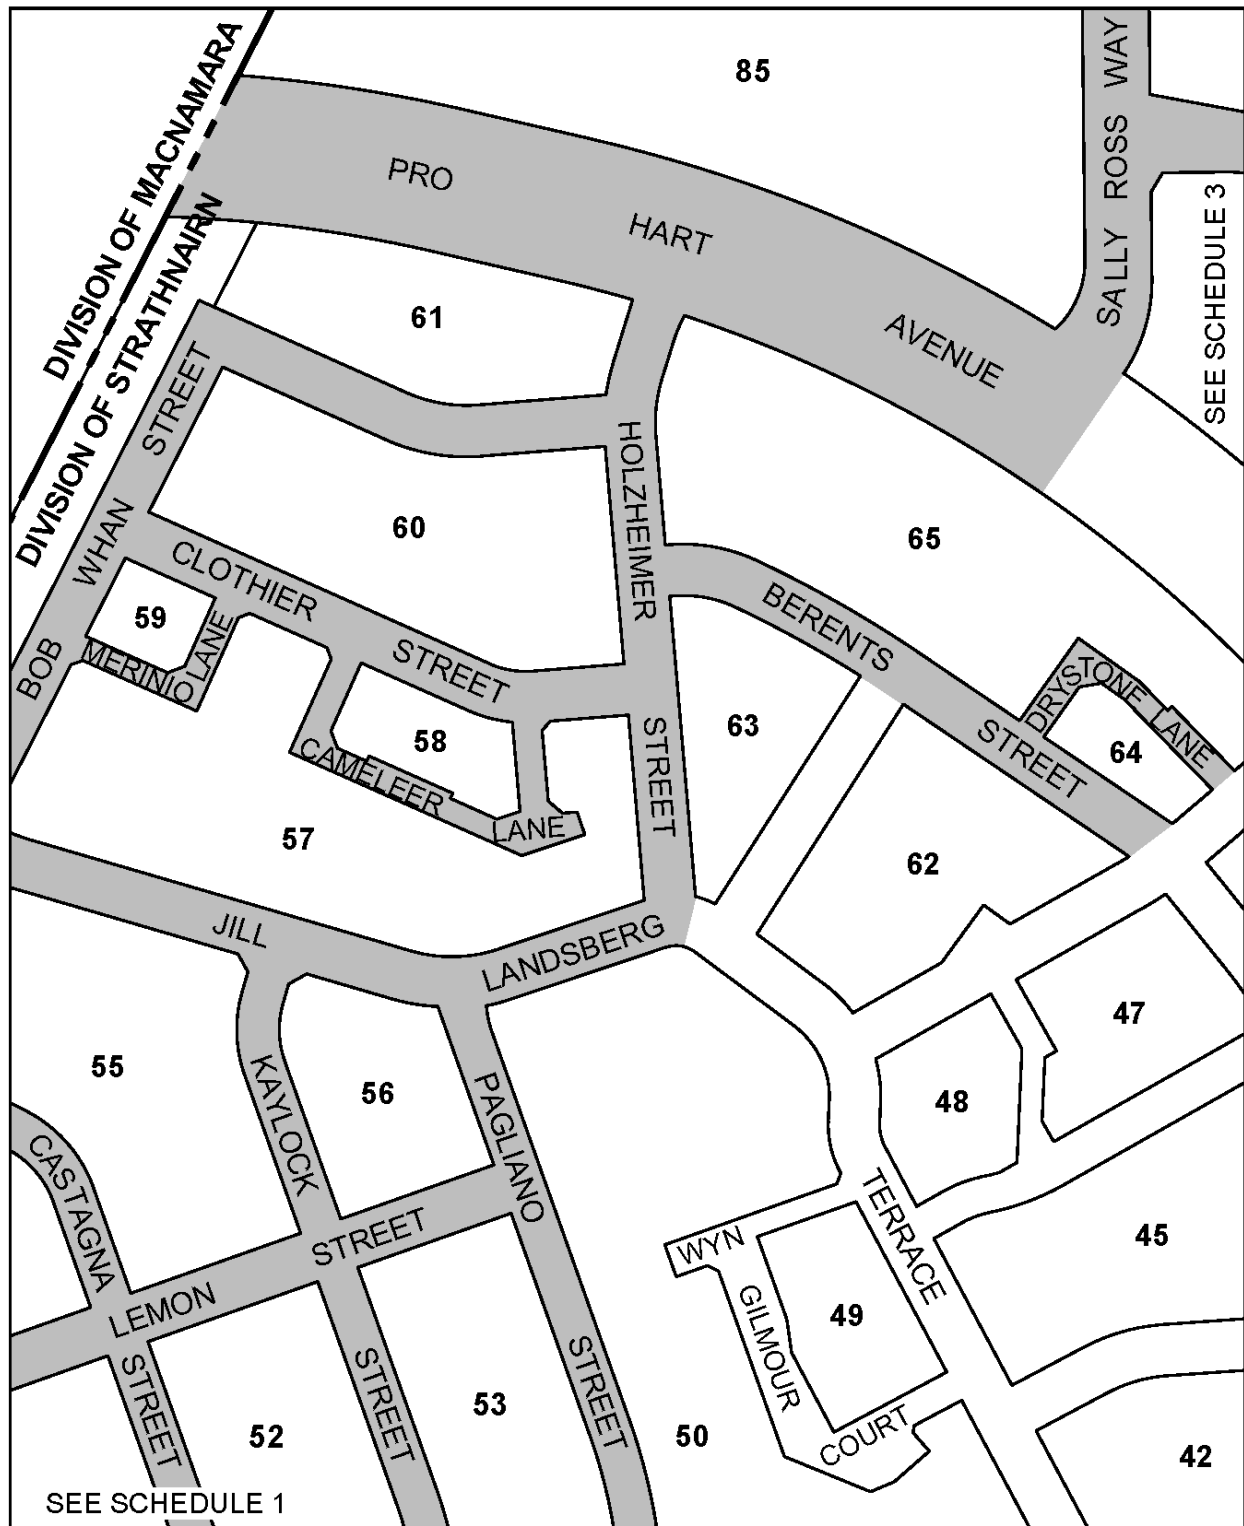 85
SALLY ROSS WAY
DIVISION OF MACNAMARA
DIVISION OF STRATHNAIRN
PRO HART AVENUE
SEE SCHEDULE 3
61
BOB WHAN STREET
HOLZHEIMER STREET
60
65
CLOTHIER STREET
59
MERINIO LANE
BERENTS STREET
DRYSTONE LANE
58
63
64
CAMELEER LANE
57
62
JILL LANDSBERG TERRACE
47
55
56
48
KAYLOCK STREET
PAGLIANO STREET
CASTAGNA STREET
LEMON STREET
45
WYN GILMOUR COURT
49
53
52
50
42
SEE SCHEDULE 1